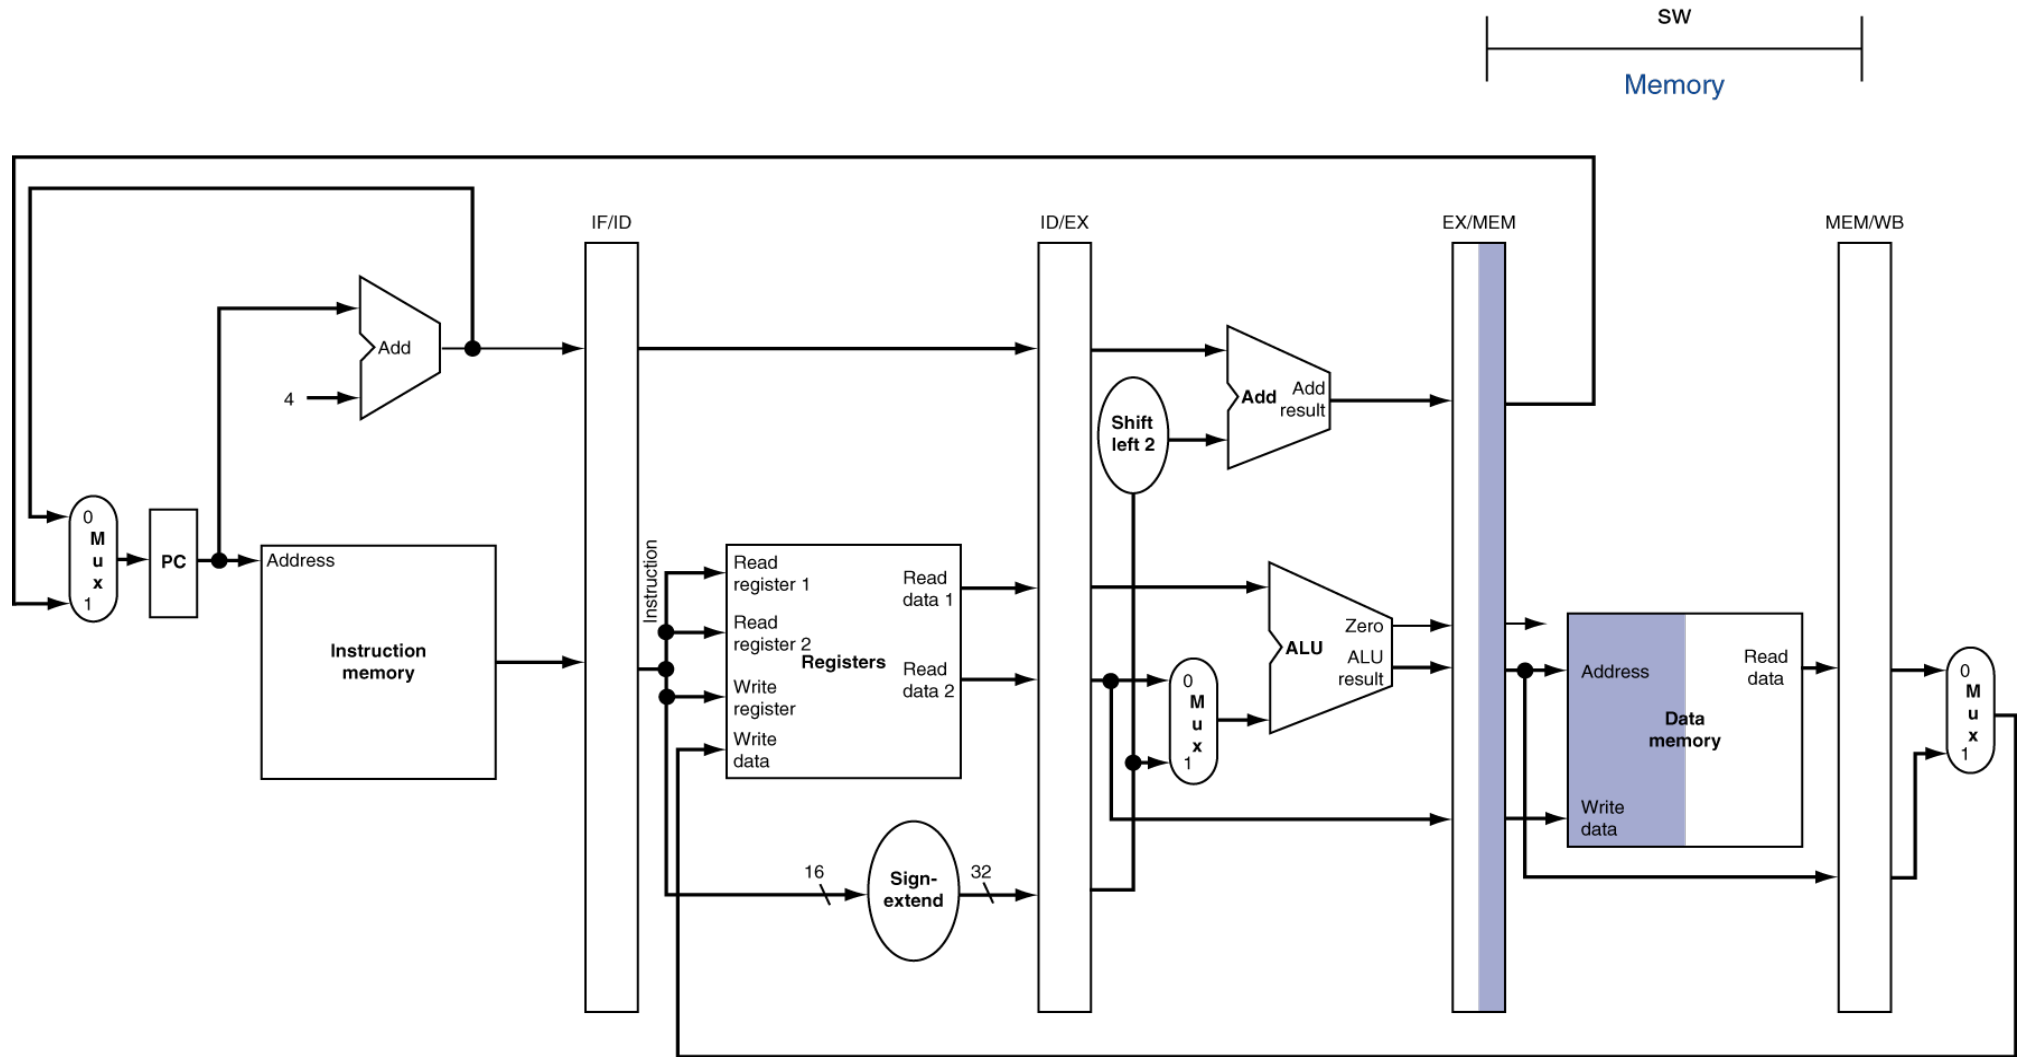 SW
Memory
IF/ID
ID/EX
EX/MEM
MEM/WB
Add
4
Add
Add
result
Shift
left 2
0
M
u
x
1
PC
Address
Instruction
memory
Instruction
Read
register 1
Read
register 2
Write
register
Write
data
Registers
Read
data 1
Read
data 2
16
Sign-
extend
32
0
M
u
x
1
ALU
Zero
ALU
result
Address
Write
data
Data
memory
Read
data
0
M
u
x
1